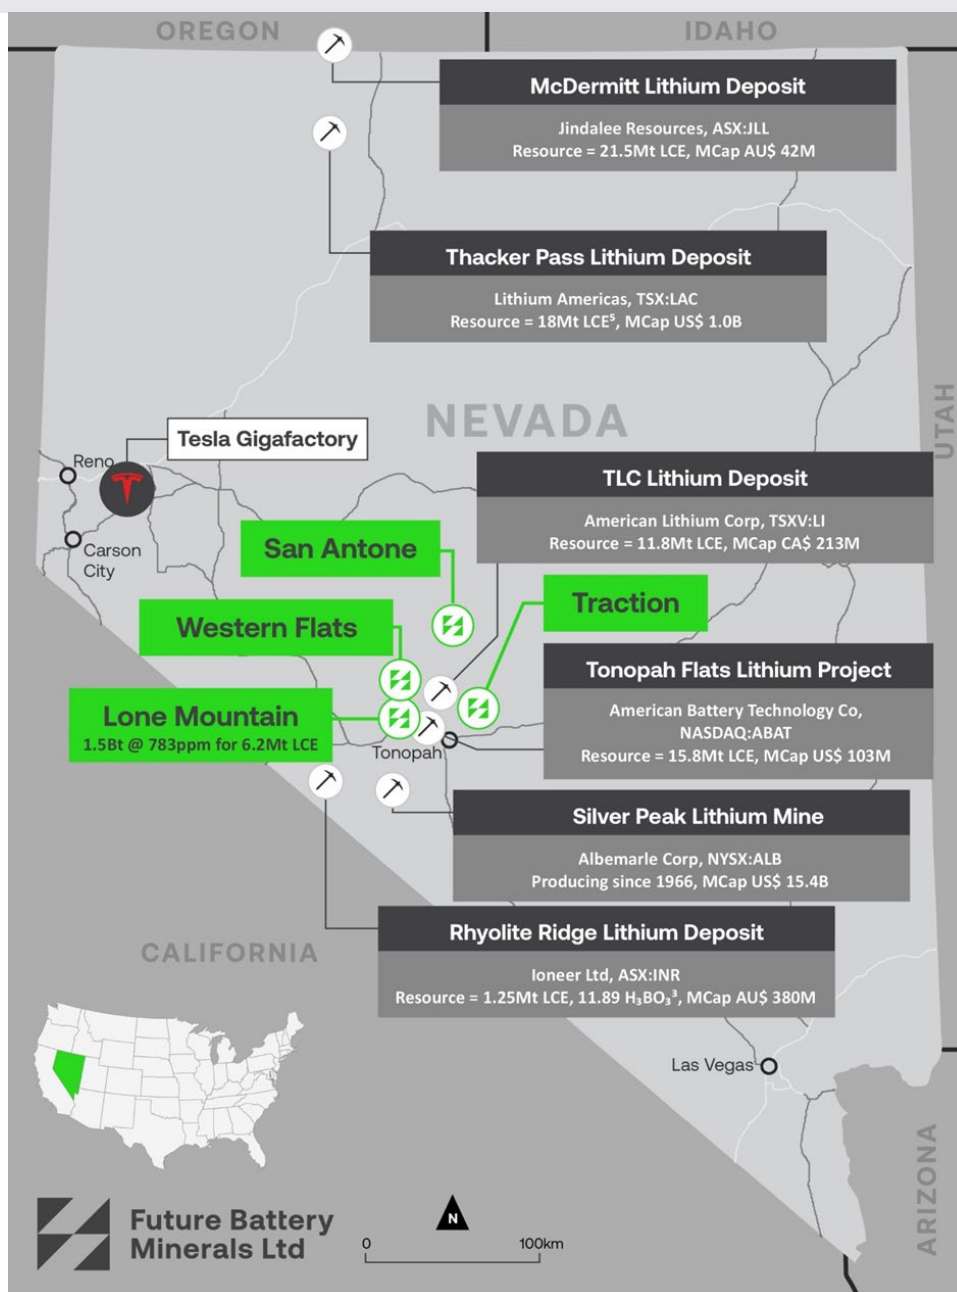 OREGON
IDAHO
McDermitt Lithium Deposit
Jindalee Resources, ASX:JLL
Resource = 21.5Mt LCE, MCap AU$ 42M
Thacker Pass Lithium Deposit
Lithium Americas, TSX:LAC
Resource = 18Mt LCE⁵, MCap US$ 1.0B
NEVADA
UTAH
Tesla Gigafactory
Reno
Carson
City
TLC Lithium Deposit
American Lithium Corp, TSXV:LI
Resource = 11.8Mt LCE, MCap CA$ 213M
San Antone
Traction
Western Flats
Tonopah Flats Lithium Project
American Battery Technology Co,
NASDAQ:ABAT
Resource = 15.8Mt LCE, MCap US$ 103M
Lone Mountain
1.5Bt @ 783ppm for 6.2Mt LCE
Tonopah
Silver Peak Lithium Mine
Albemarle Corp, NYSX:ALB
Producing since 1966, MCap US$ 15.4B
Rhyolite Ridge Lithium Deposit
Ioneer Ltd, ASX:INR
Resource = 1.25Mt LCE, 11.89 H₃BO₃³, MCap AU$ 380M
CALIFORNIA
Las Vegas
ARIZONA
Future Battery
Minerals Ltd
N
0 100km